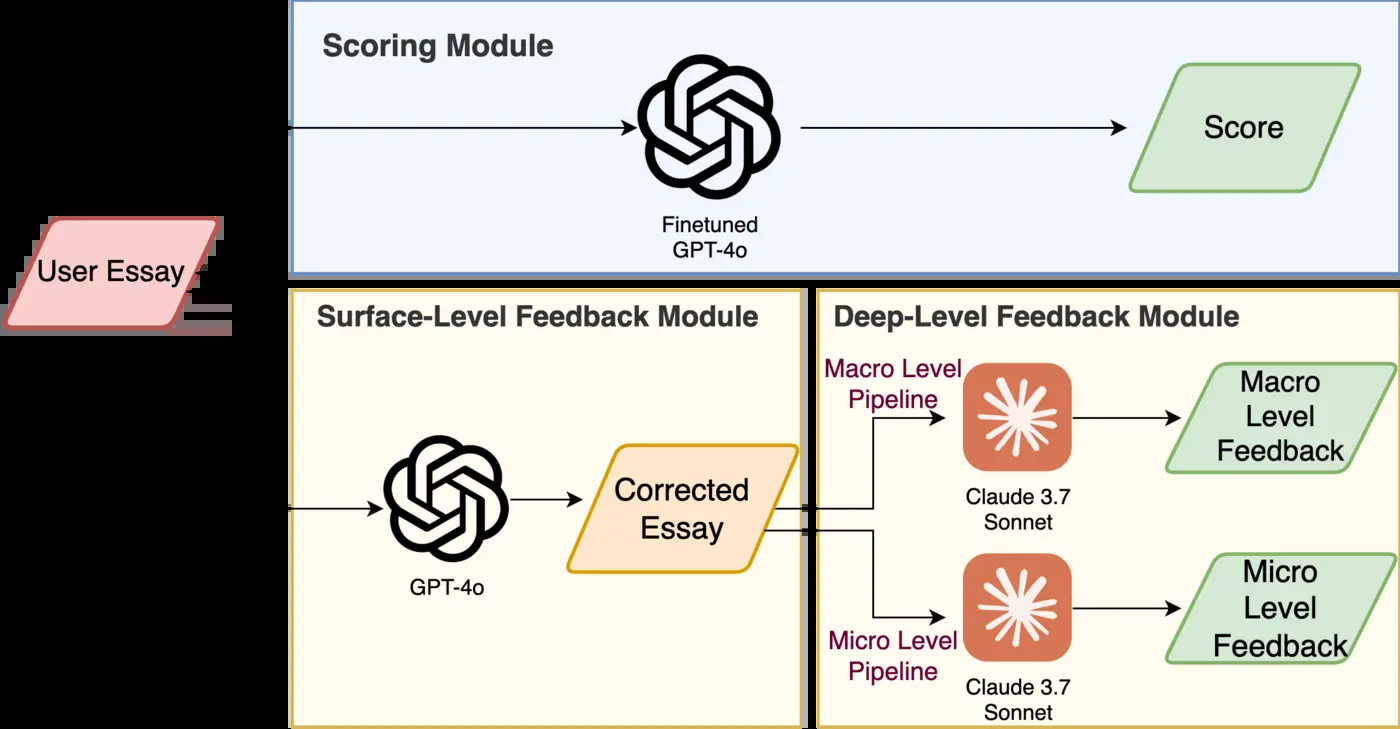 Scoring Module
Finetuned
GPT-4o
Score
User Essay
Surface-Level Feedback Module
GPT-4o
Corrected
Essay
Deep-Level Feedback Module
Macro Level
Pipeline
Claude 3.7
Sonnet
Macro
Level
Feedback
Micro Level
Pipeline
Claude 3.7
Sonnet
Micro
Level
Feedback